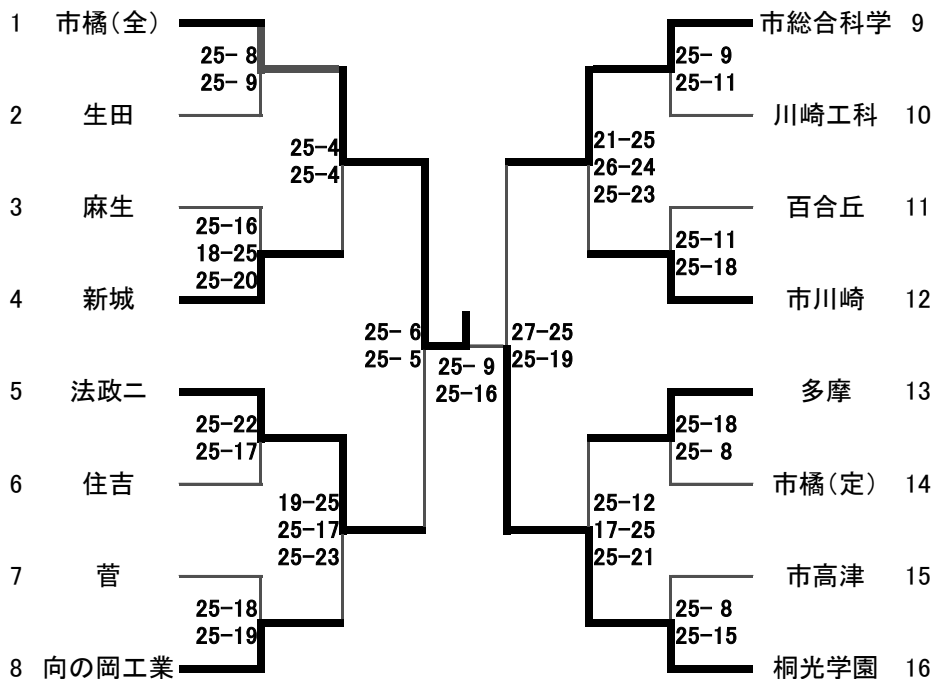 1 市橘(全)
25- 8
25- 9
2 生田
25-4
25-4
3 麻生
25-16
18-25
25-20
4 新城
25- 6
25- 5
5 法政二
25-22
25-17
6 住吉
19-25
25-17
25-23
7 菅
25-18
25-19
8 向の岡工業
25- 9
25-16
市総合科学 9
25- 9
25-11
川崎工科 10
21-25
26-24
25-23
百合丘 11
25-11
25-18
市川崎 12
27-25
25-19
多摩 13
25-18
25- 8
市橘(定) 14
25-12
17-25
25-21
市高津 15
25- 8
25-15
桐光学園 16